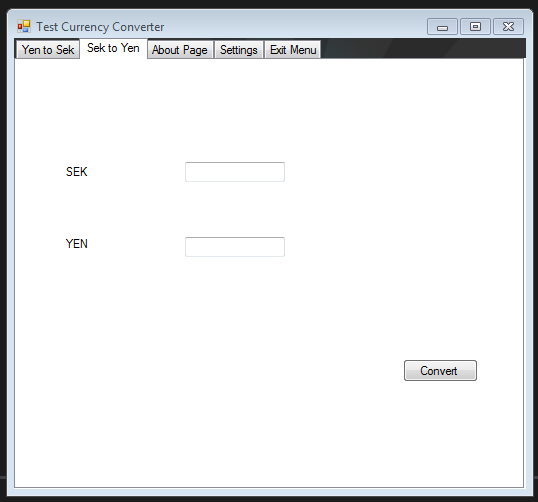 Test Currency Converter
Yen to Sek Sek to Yen About Page Settings Exit Menu
SEK
YEN
Convert